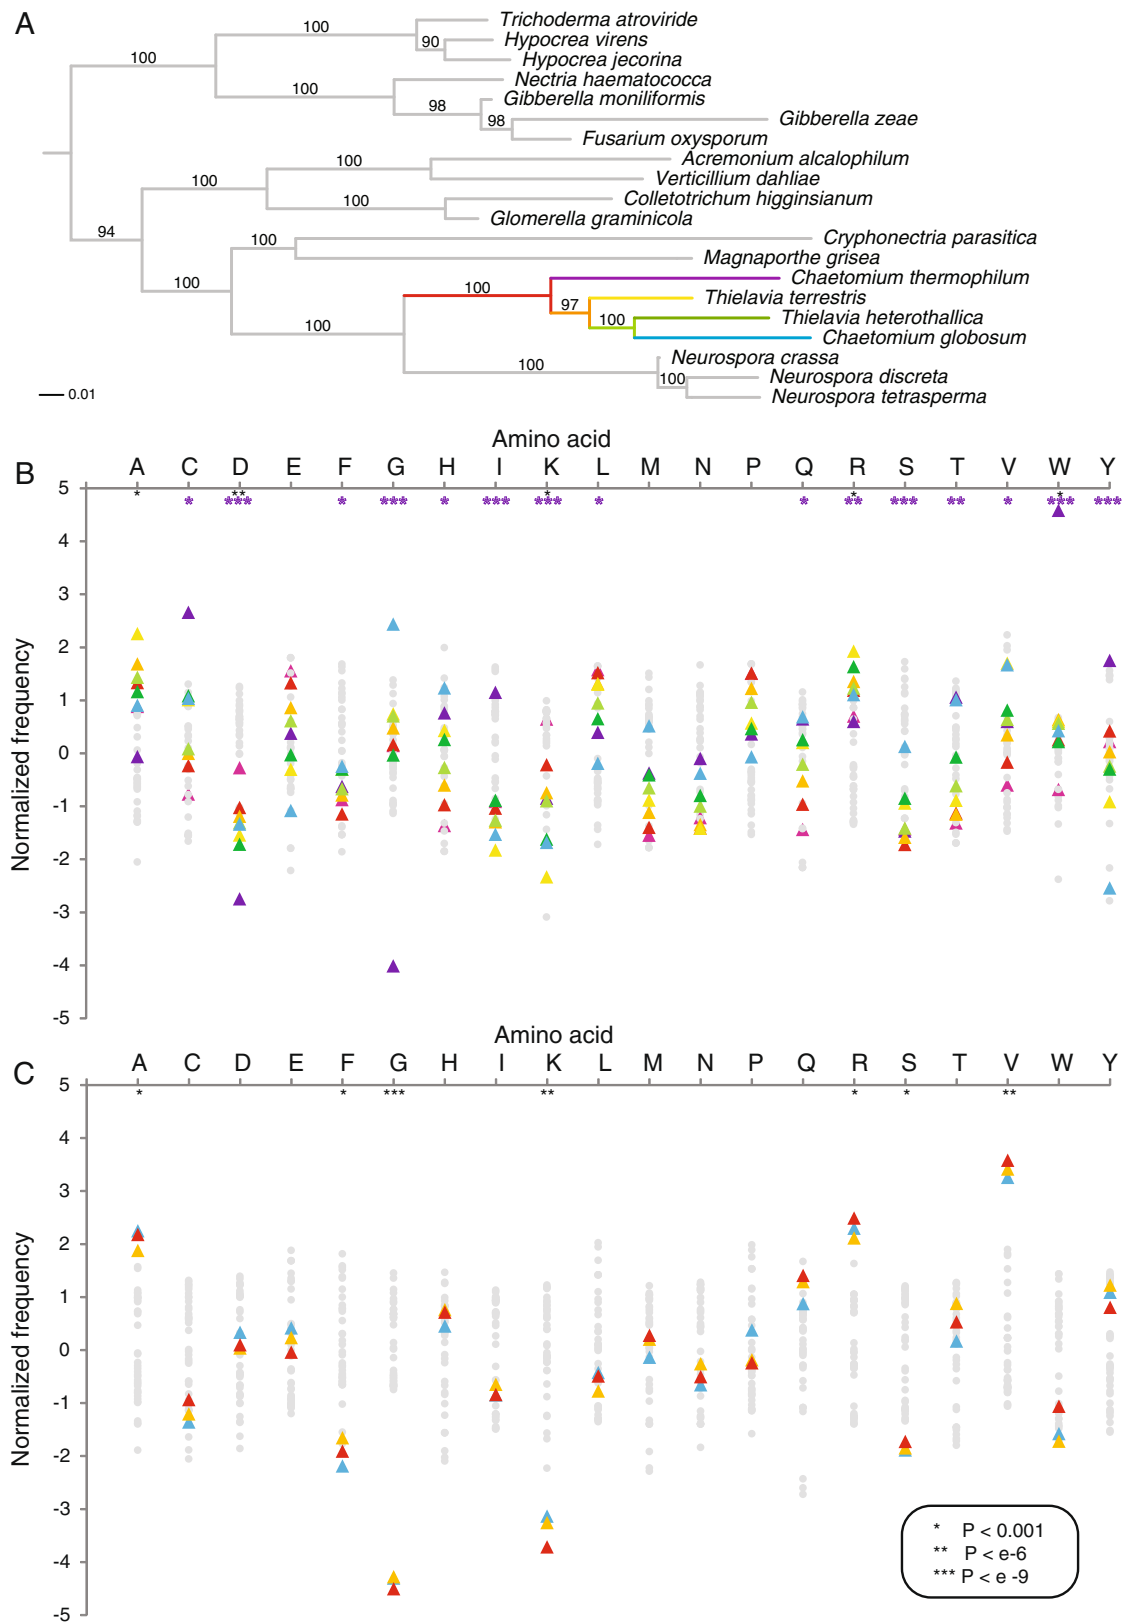 A
100
Trichoderma atroviride
90
Hypocrea virens
Hypocrea jecorina
100
100
Nectria haematococca
98
Gibberella moniliformis
98
Gibberella zeae
Fusarium oxysporum
100
Acremonium alcalophilum
Verticillium dahliae
100
100
Colletotrichum higginsianum
Glomerella graminicola
94
100
Cryphonectria parasitica
Magnaporthe grisea
100
100
Chaetomium thermophilum
97
Thielavia terrestris
100
Thielavia heterothallica
Chaetomium globosum
100
100
Neurospora crassa
100
Neurospora discreta
Neurospora tetrasperma
0.01
Amino acid
B
A C D E F G H I K L M N P Q R S T V W Y
* ** * * *
* *** * *** * *** *** * * ** *** ** * *** ***
Normalized frequency
5
4
3
2
1
0
-1
-2
-3
-4
-5
Amino acid
C
A C D E F G H I K L M N P Q R S T V W Y
* * *** ** * * **
Normalized frequency
5
4
3
2
1
0
-1
-2
-3
-4
-5
* P < 0.001
** P < e-6
*** P < e -9